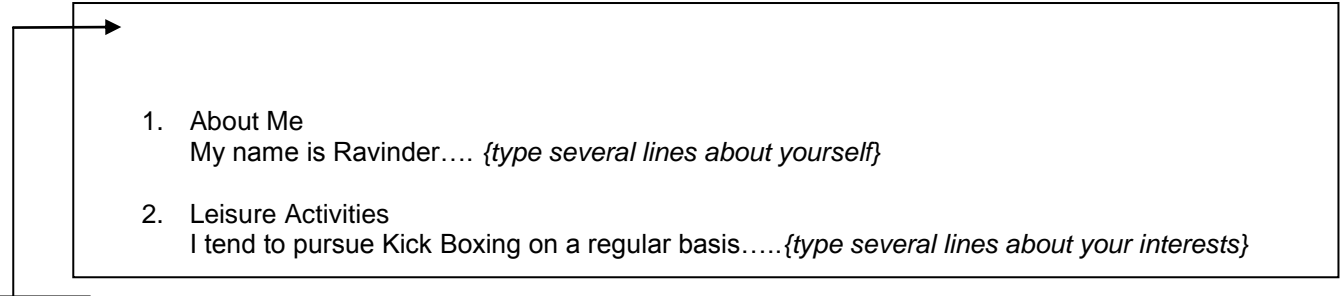 1. About Me
My name is Ravinder…. {type several lines about yourself}
2. Leisure Activities
I tend to pursue Kick Boxing on a regular basis…..{type several lines about your interests}